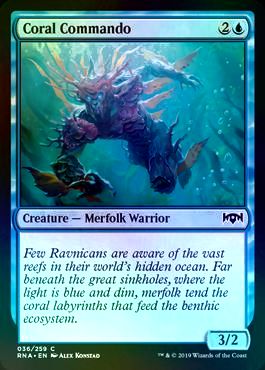 Coral Commando 2
Creature — Merfolk Warrior
Few Ravnicans are aware of the vast
reefs in their world's hidden ocean. Far
beneath the great sinkholes, where the
light is blue and dim, merfolk tend the
coral labyrinths that feed the benthic
ecosystem.
3/2
036/259 C
RNA • EN ALEX KONSTAD ™ & © 2019 Wizards of the Coast